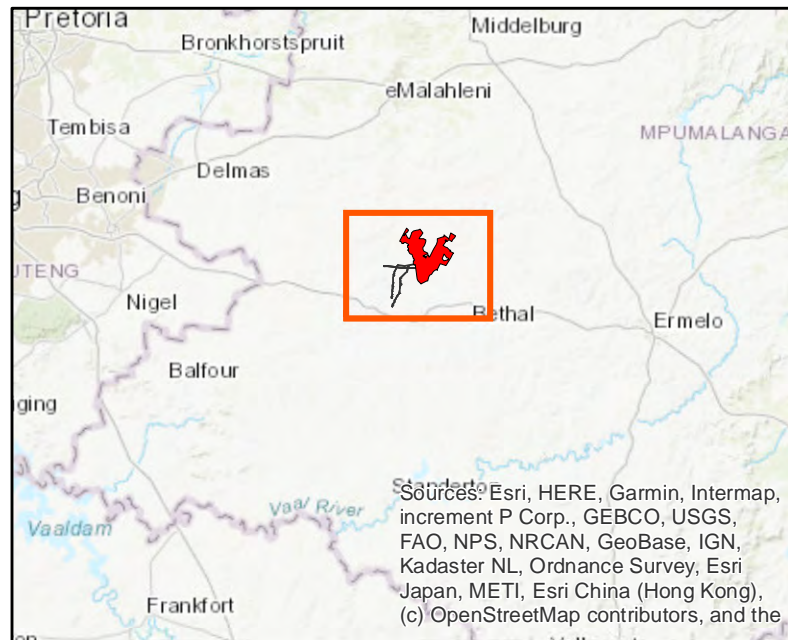 Pretoria
Middelburg
Bronkhorstspruit
eMalahleni
Tembisa
MPUMALANGA
Delmas
Benoni
UTENG
Nigel
Bethal
Ermelo
Balfour
ging
Standerton
Sources: Esri, HERE, Garmin, Intermap,
increment P Corp., GEBCO, USGS,
Vaal River
FAO, NPS, NRCAN, GeoBase, IGN,
Vaaldam
Kadaster NL, Ordnance Survey, Esri
Japan, METI, Esri China (Hong Kong),
Frankfort
(c) OpenStreetMap contributors, and the